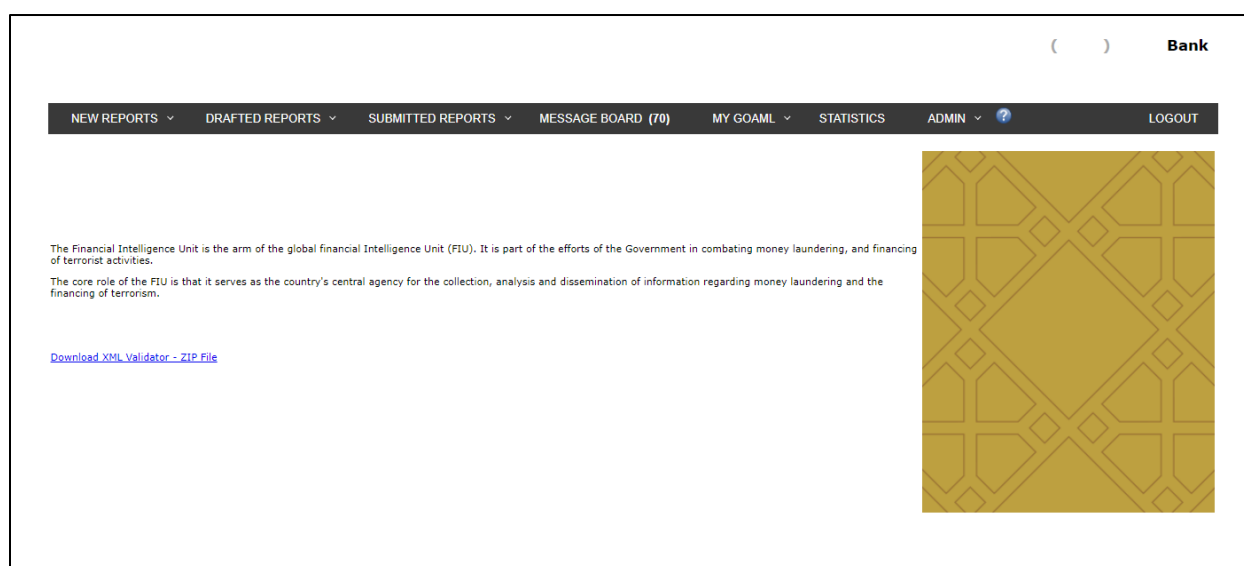 ( ) Bank
NEW REPORTS DRAFTED REPORTS SUBMITTED REPORTS MESSAGE BOARD (70) MY GOAML STATISTICS ADMIN ? LOGOUT
The Financial Intelligence Unit is the arm of the global financial Intelligence Unit (FIU). It is part of the efforts of the Government in combating money laundering, and financing
of terrorist activities.
The core role of the FIU is that it serves as the country's central agency for the collection, analysis and dissemination of information regarding money laundering and the
financing of terrorism.
Download XML Validator - ZIP File